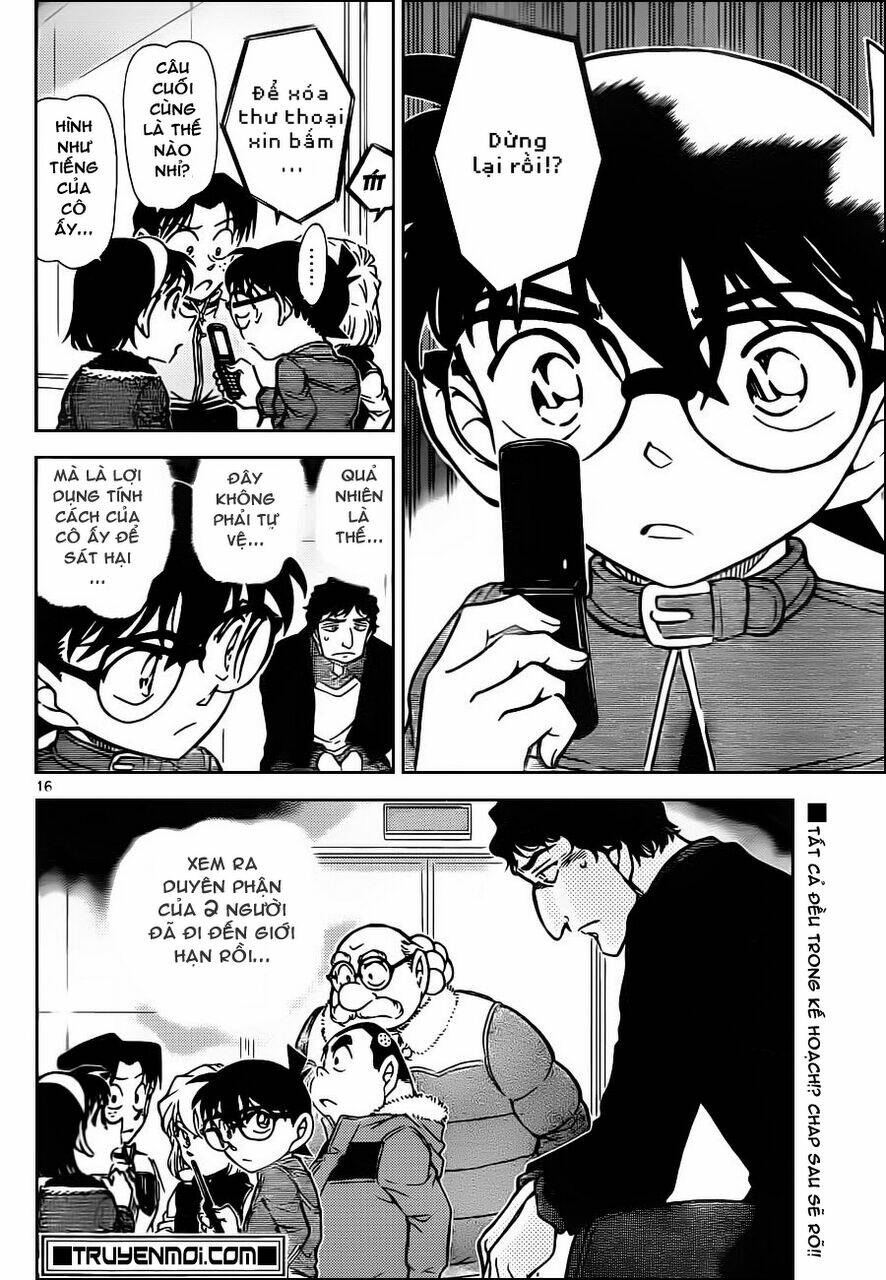 Dừng
lại rồi!?
TÍT
Để xóa
thư thoại
xin bấm
...
CÂU
CUỐI
CÙNG
LÀ THẾ
NÀO
NHỈ?
HÌNH
NHƯ
TIẾNG
CỦA
CÔ
ẤY...
......
QUẢ
NHIÊN
LÀ
THẾ...
ĐÂY
KHÔNG
PHẢI TỰ
VỆ...
MÀ LÀ LỢI
DỤNG TÍNH
CÁCH CỦA
CÔ ẤY ĐỂ
SÁT HẠI
...
16
XEM RA
DUYÊN PHẬN
CỦA 2 NGƯỜI
ĐÃ ĐI ĐẾN GIỚI
HẠN RỒI...
■TẤT CẢ ĐỀU TRONG KẾ HOẠCH!? CHAP SAU SẼ RÕ!!
■TRUYENMOI.COM■